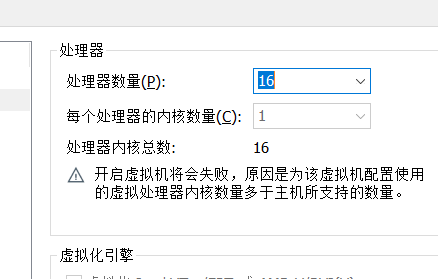 处理器
处理器数量(P):
16
每个处理器的内核数量(C):
1
处理器内核总数:
16
开启虚拟机将会失败，原因是为该虚拟机配置使用
的虚拟处理器内核数量多于主机所支持的数量。
虚拟化引擎